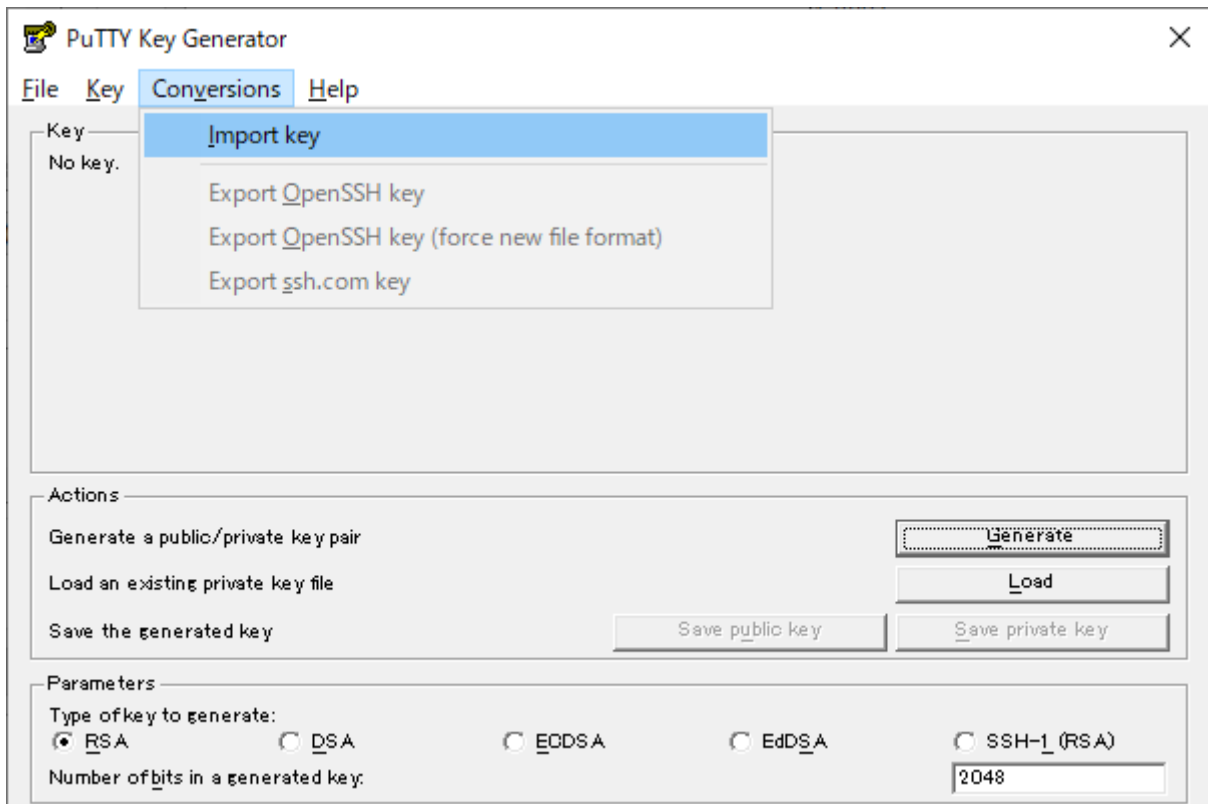 PuTTY Key Generator
File Key Conversions Help
Key
No key.
Import key
Export OpenSSH key
Export OpenSSH key (force new file format)
Export ssh.com key
Actions
Generate a public/private key pair
Generate
Load an existing private key file
Load
Save the generated key
Save public key
Save private key
Parameters
Type of key to generate:
RSA DSA ECDSA EdDSA SSH-1 (RSA)
Number of bits in a generated key:
2048